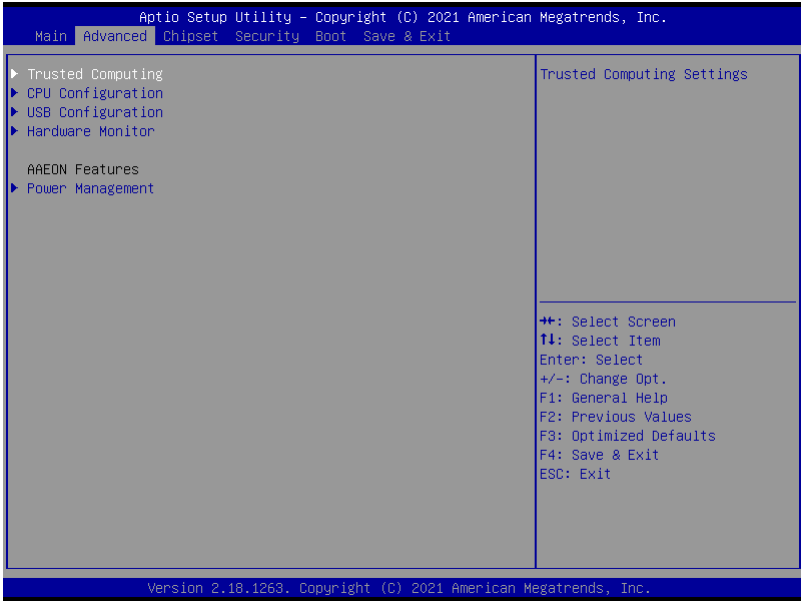 Aptio Setup Utility – Copyright (C) 2021 American Megatrends, Inc.
Main Advanced Chipset Security Boot Save & Exit
Trusted Computing
CPU Configuration
USB Configuration
Hardware Monitor
AAEON Features
Power Management
Trusted Computing Settings
→←: Select Screen
↑↓: Select Item
Enter: Select
+/-: Change Opt.
F1: General Help
F2: Previous Values
F3: Optimized Defaults
F4: Save & Exit
ESC: Exit
Version 2.18.1263. Copyright (C) 2021 American Megatrends, Inc.